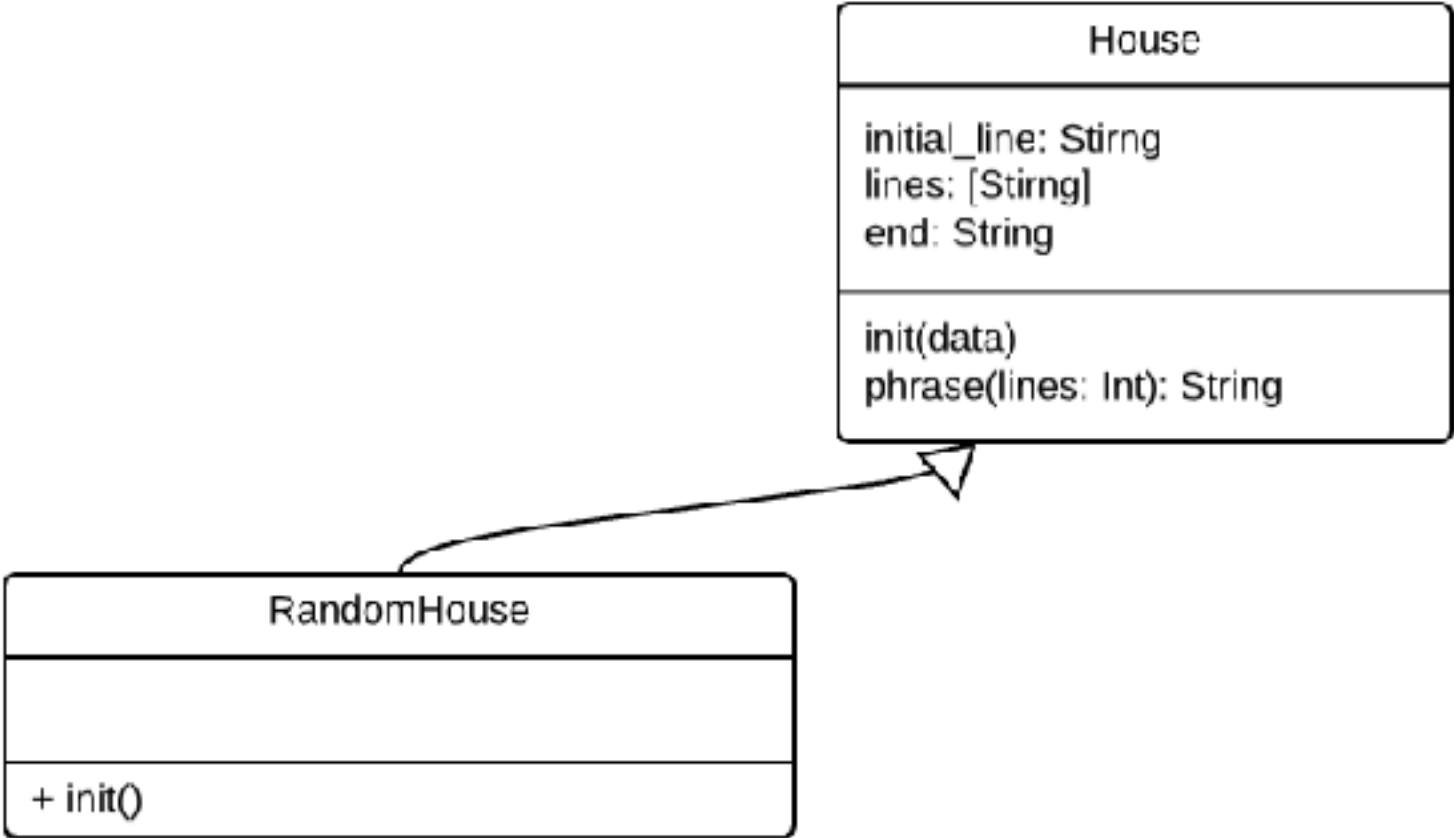 House
initial_line: Stirng
lines: [Stirng]
end: String
init(data)
phrase(lines: Int): String
RandomHouse
+ init()